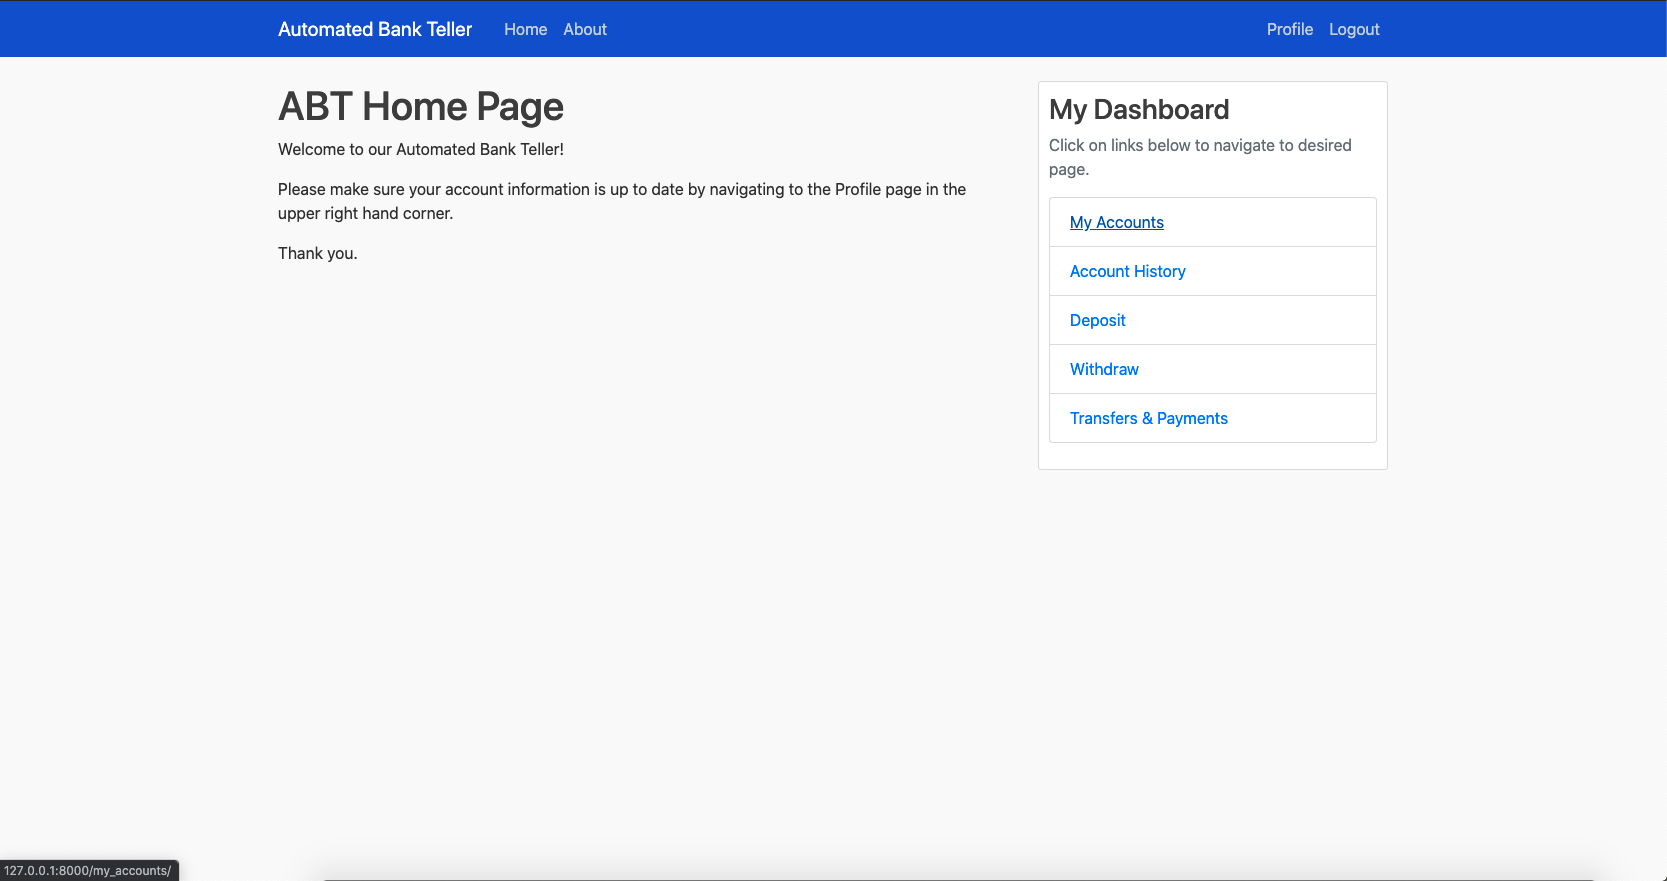 Automated Bank Teller Home About Profile Logout
ABT Home Page
Welcome to our Automated Bank Teller!
Please make sure your account information is up to date by navigating to the Profile page in the
upper right hand corner.
Thank you.
My Dashboard
Click on links below to navigate to desired
page.
My Accounts
Account History
Deposit
Withdraw
Transfers & Payments
127.0.0.1:8000/my_accounts/